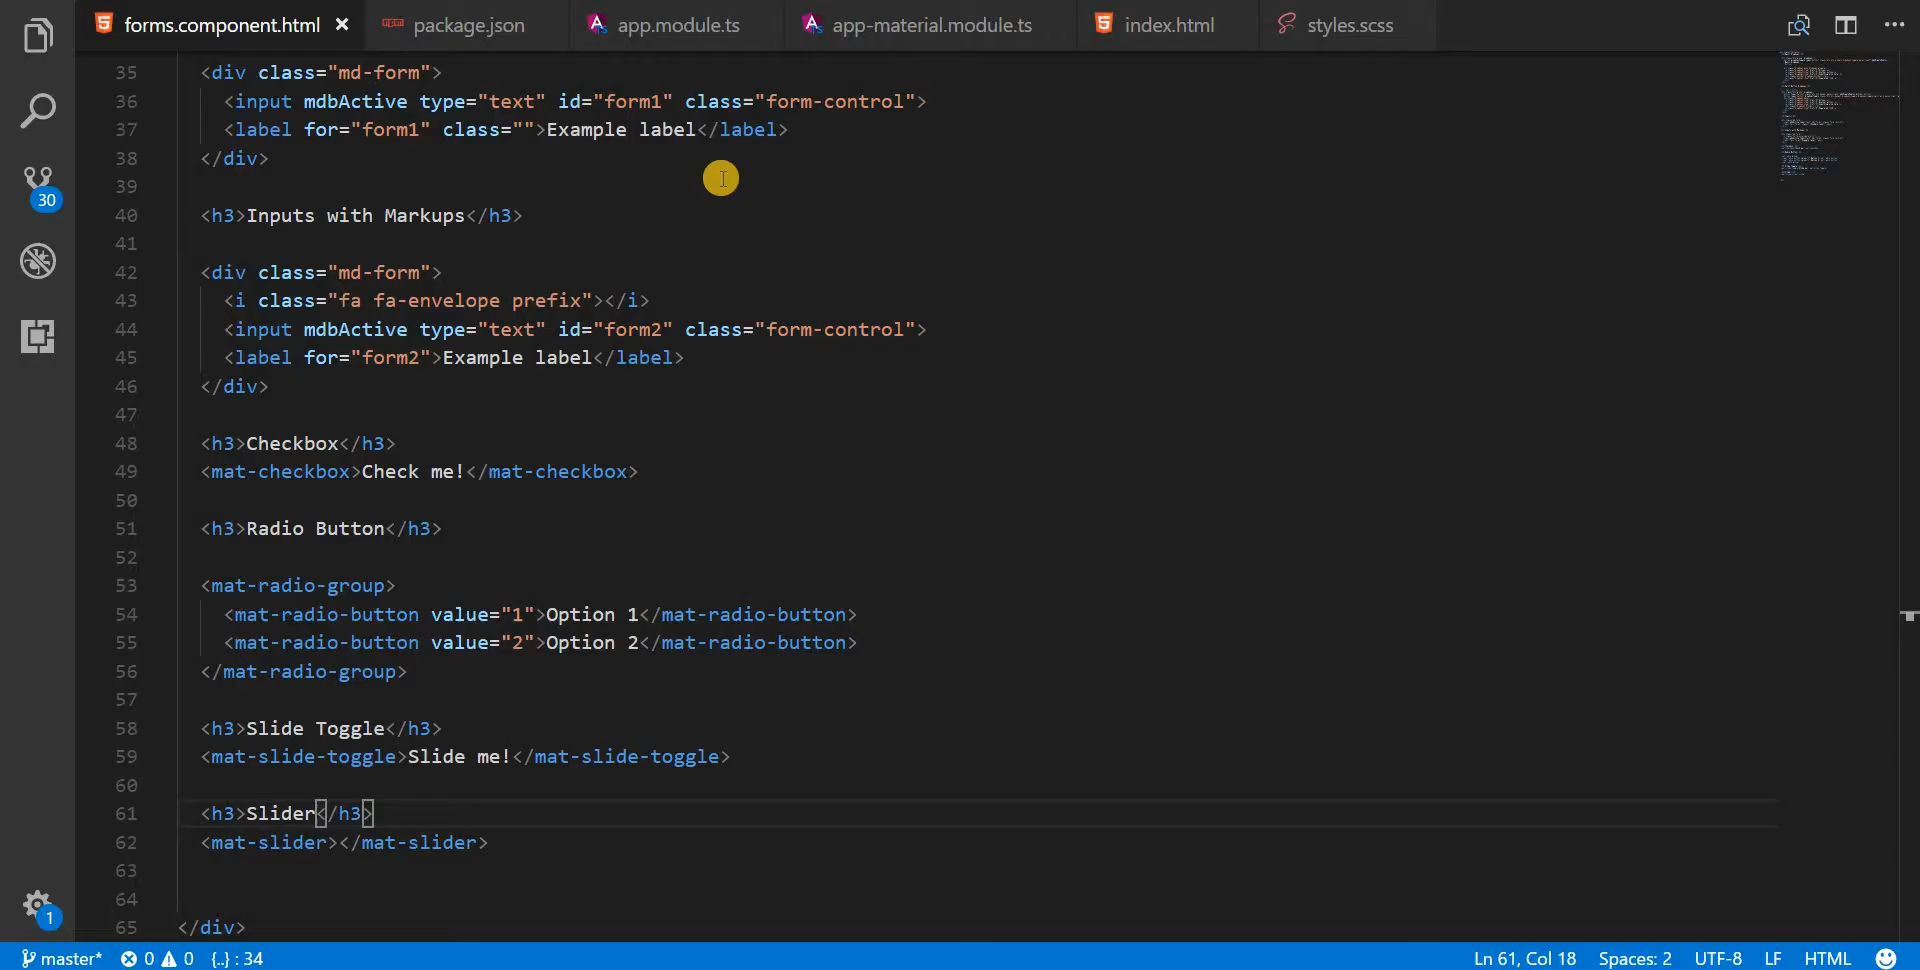 forms.component.html
package.json
app.module.ts
app-material.module.ts
index.html
styles.scss
35 <div class="md-form">
36 <input mdbActive type="text" id="form1" class="form-control">
37 <label for="form1" class="">Example label</label>
38 </div>
39
40 <h3>Inputs with Markups</h3>
41
42 <div class="md-form">
43 <i class="fa fa-envelope prefix"></i>
44 <input mdbActive type="text" id="form2" class="form-control">
45 <label for="form2">Example label</label>
46 </div>
47
48 <h3>Checkbox</h3>
49 <mat-checkbox>Check me!</mat-checkbox>
50
51 <h3>Radio Button</h3>
52
53 <mat-radio-group>
54 <mat-radio-button value="1">Option 1</mat-radio-button>
55 <mat-radio-button value="2">Option 2</mat-radio-button>
56 </mat-radio-group>
57
58 <h3>Slide Toggle</h3>
59 <mat-slide-toggle>Slide me!</mat-slide-toggle>
60
61 <h3>Slider</h3>
62 <mat-slider></mat-slider>
63
64
65 </div>
30
1
master* 0 0 {..} : 34
Ln 61, Col 18 Spaces: 2 UTF-8 LF HTML